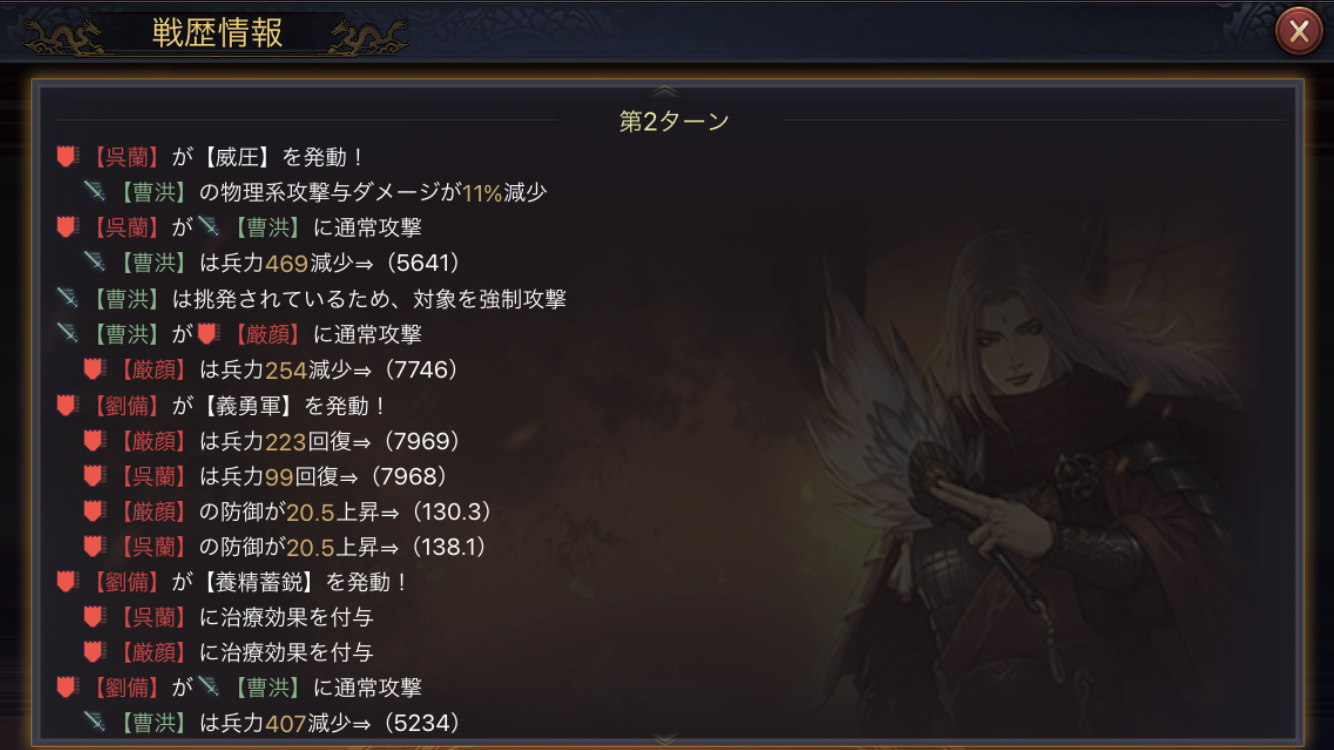 戦歴情報
第2ターン
【呉蘭】が【威圧】を発動！
【曹洪】の物理系攻撃与ダメージが11%減少
【呉蘭】が【曹洪】に通常攻撃
【曹洪】は兵力469減少⇒（5641）
【曹洪】は挑発されているため、対象を強制攻撃
【曹洪】が【厳顔】に通常攻撃
【厳顔】は兵力254減少⇒（7746）
【劉備】が【義勇軍】を発動！
【厳顔】は兵力223回復⇒（7969）
【呉蘭】は兵力99回復⇒（7968）
【厳顔】の防御が20.5上昇⇒（130.3）
【呉蘭】の防御が20.5上昇⇒（138.1）
【劉備】が【養精蓄鋭】を発動！
【呉蘭】に治療効果を付与
【厳顔】に治療効果を付与
【劉備】が【曹洪】に通常攻撃
【曹洪】は兵力407減少⇒（5234）